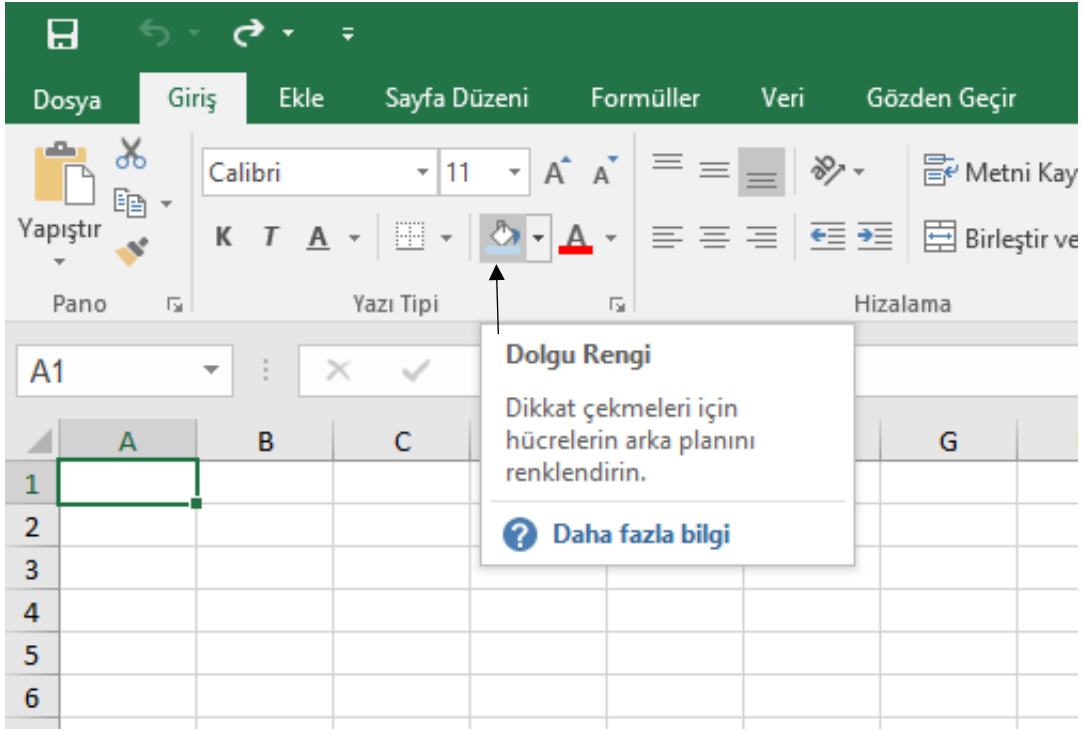 Dosya Giriş Ekle Sayfa Düzeni Formüller Veri Gözden Geçir
Calibri 11 A A Metni Kay
Yapıştır K T A A Birleştir ve
Pano Yazı Tipi Hizalama
A1
Dolgu Rengi
Dikkat çekmeleri için
hücrelerin arka planını
renklendirin.
Daha fazla bilgi
A B C G
1
2
3
4
5
6